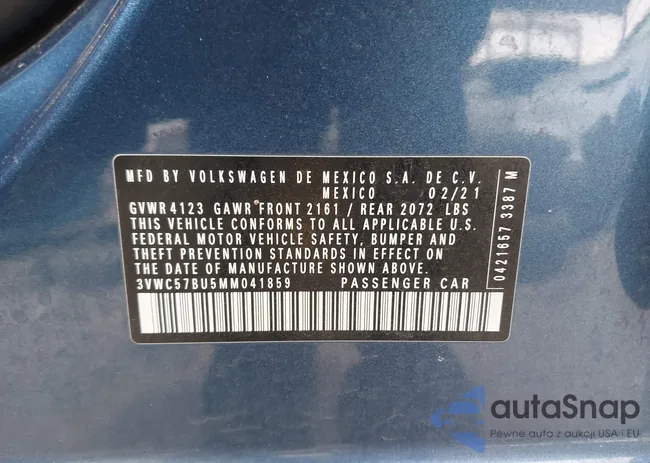 MFD BY VOLKSWAGEN DE MEXICO S.A. DE C.V.
MEXICO 02/21
GVWR 4123 GAWR FRONT 2161 / REAR 2072 LBS
THIS VEHICLE CONFORMS TO ALL APPLICABLE U.S.
FEDERAL MOTOR VEHICLE SAFETY, BUMPER AND
THEFT PREVENTION STANDARDS IN EFFECT ON
THE DATE OF MANUFACTURE SHOWN ABOVE.
3VWC57BU5MM041859 PASSENGER CAR
0421657 3387 M
autoSnap
Pewne auta z aukcji USA i EU